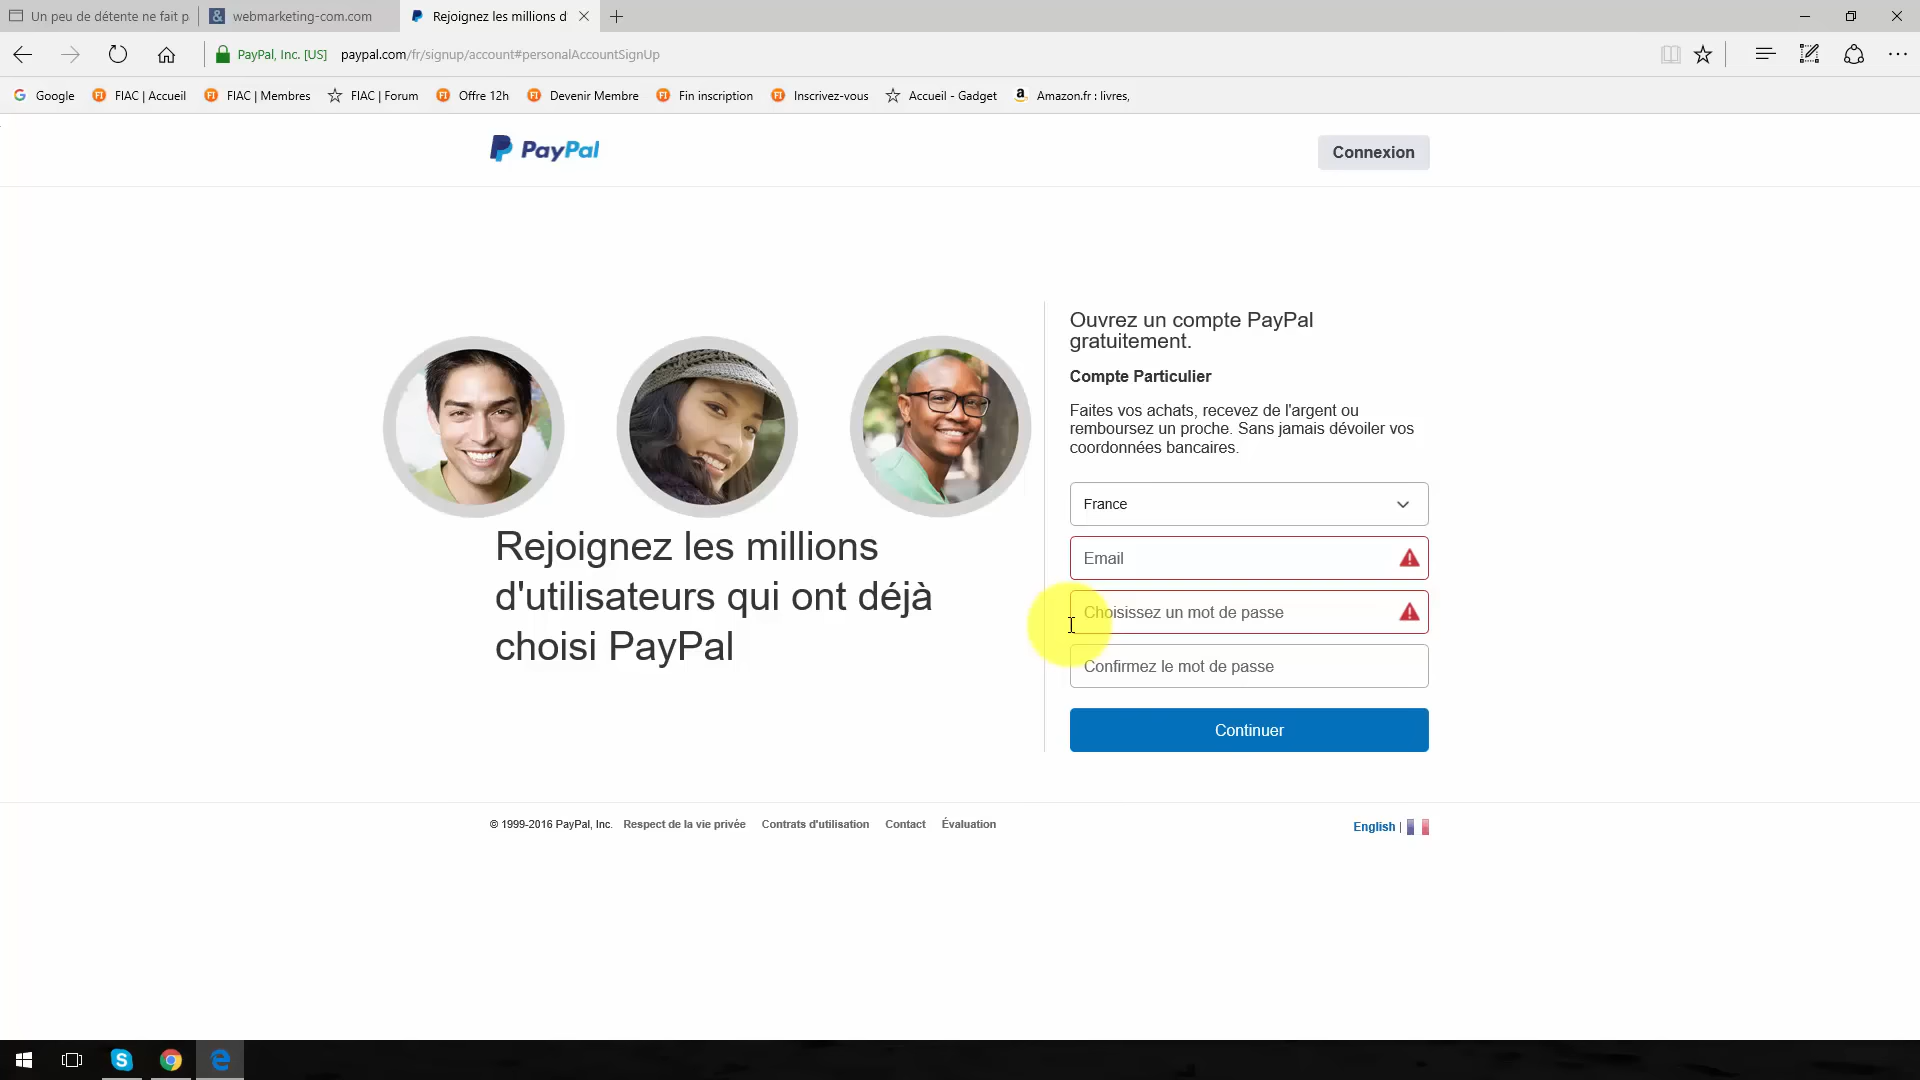 Un peu de détente ne fait p
webmarketing-com.com
Rejoignez les millions d
PayPal, Inc. [US]
paypal.com/fr/signup/account#personalAccountSignUp
Google
FIAC | Accueil
FIAC | Membres
FIAC | Forum
Offre 12h
Devenir Membre
Fin inscription
Inscrivez-vous
Accueil - Gadget
Amazon.fr : livres,
PayPal
Connexion
Ouvrez un compte PayPal
gratuitement.
Compte Particulier
Faites vos achats, recevez de l'argent ou
remboursez un proche. Sans jamais dévoiler vos
coordonnées bancaires.
France
Email
Choisissez un mot de passe
Confirmez le mot de passe
Continuer
Rejoignez les millions
d'utilisateurs qui ont déjà
choisi PayPal
© 1999-2016 PayPal, Inc.
Respect de la vie privée
Contrats d'utilisation
Contact
Évaluation
English |